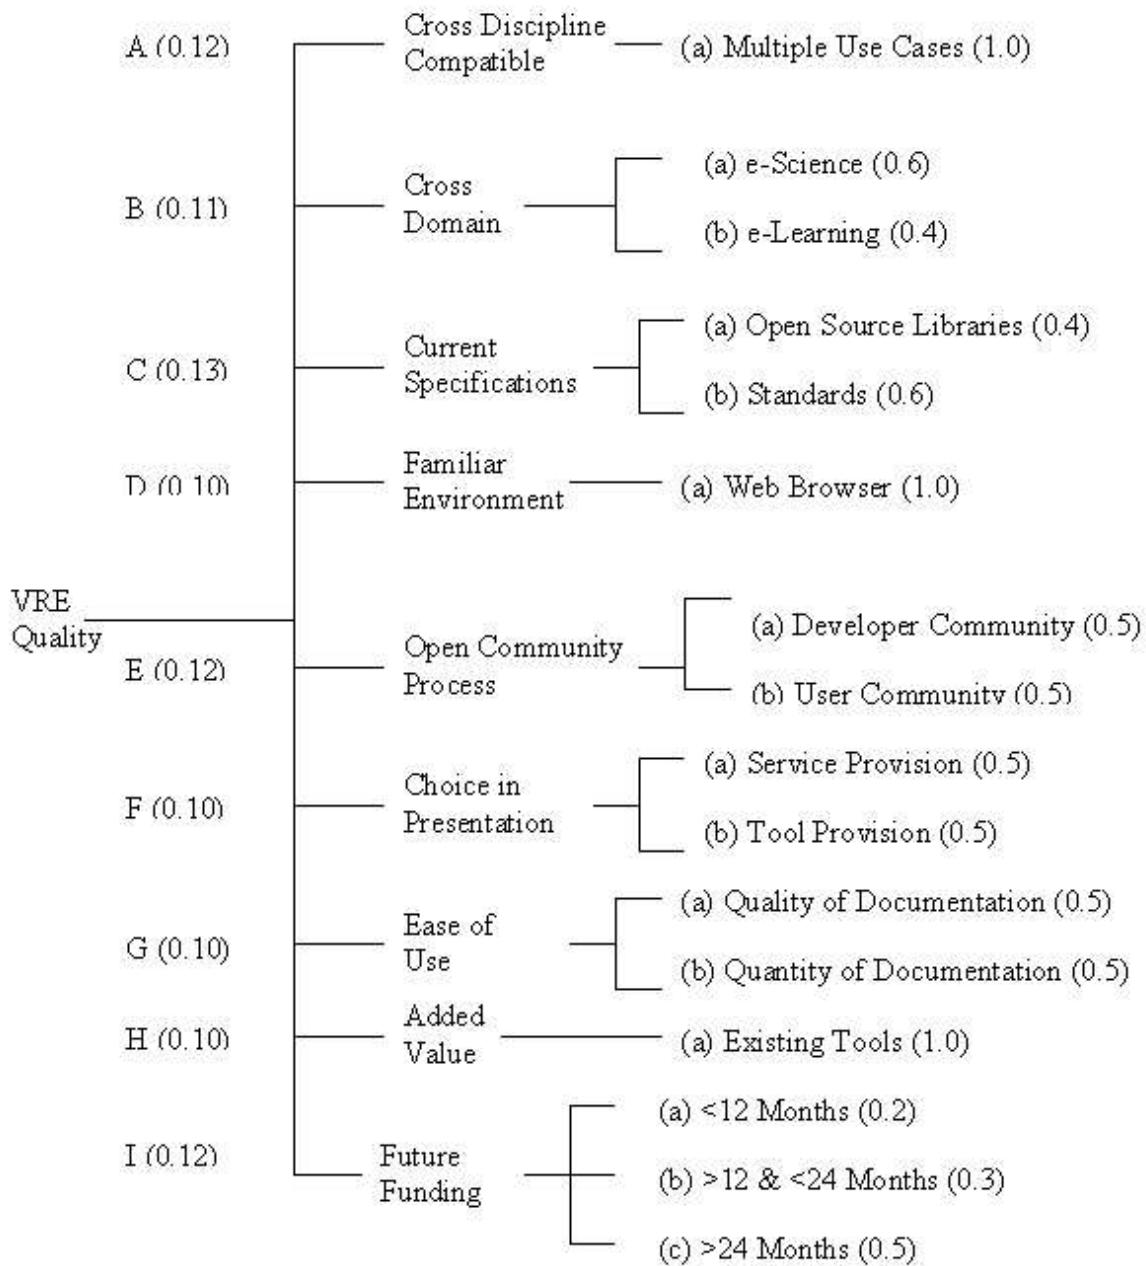 A (0.12)
Cross Discipline
Compatible
(a) Multiple Use Cases (1.0)
B (0.11)
Cross
Domain
(a) e-Science (0.6)
(b) e-Learning (0.4)
C (0.13)
Current
Specifications
(a) Open Source Libraries (0.4)
(b) Standards (0.6)
D (0.10)
Familiar
Environment
(a) Web Browser (1.0)
VRE
Quality
E (0.12)
Open Community
Process
(a) Developer Community (0.5)
(b) User Community (0.5)
F (0.10)
Choice in
Presentation
(a) Service Provision (0.5)
(b) Tool Provision (0.5)
G (0.10)
Ease of
Use
(a) Quality of Documentation (0.5)
(b) Quantity of Documentation (0.5)
H (0.10)
Added
Value
(a) Existing Tools (1.0)
I (0.12)
Future
Funding
(a) <12 Months (0.2)
(b) >12 & <24 Months (0.3)
(c) >24 Months (0.5)